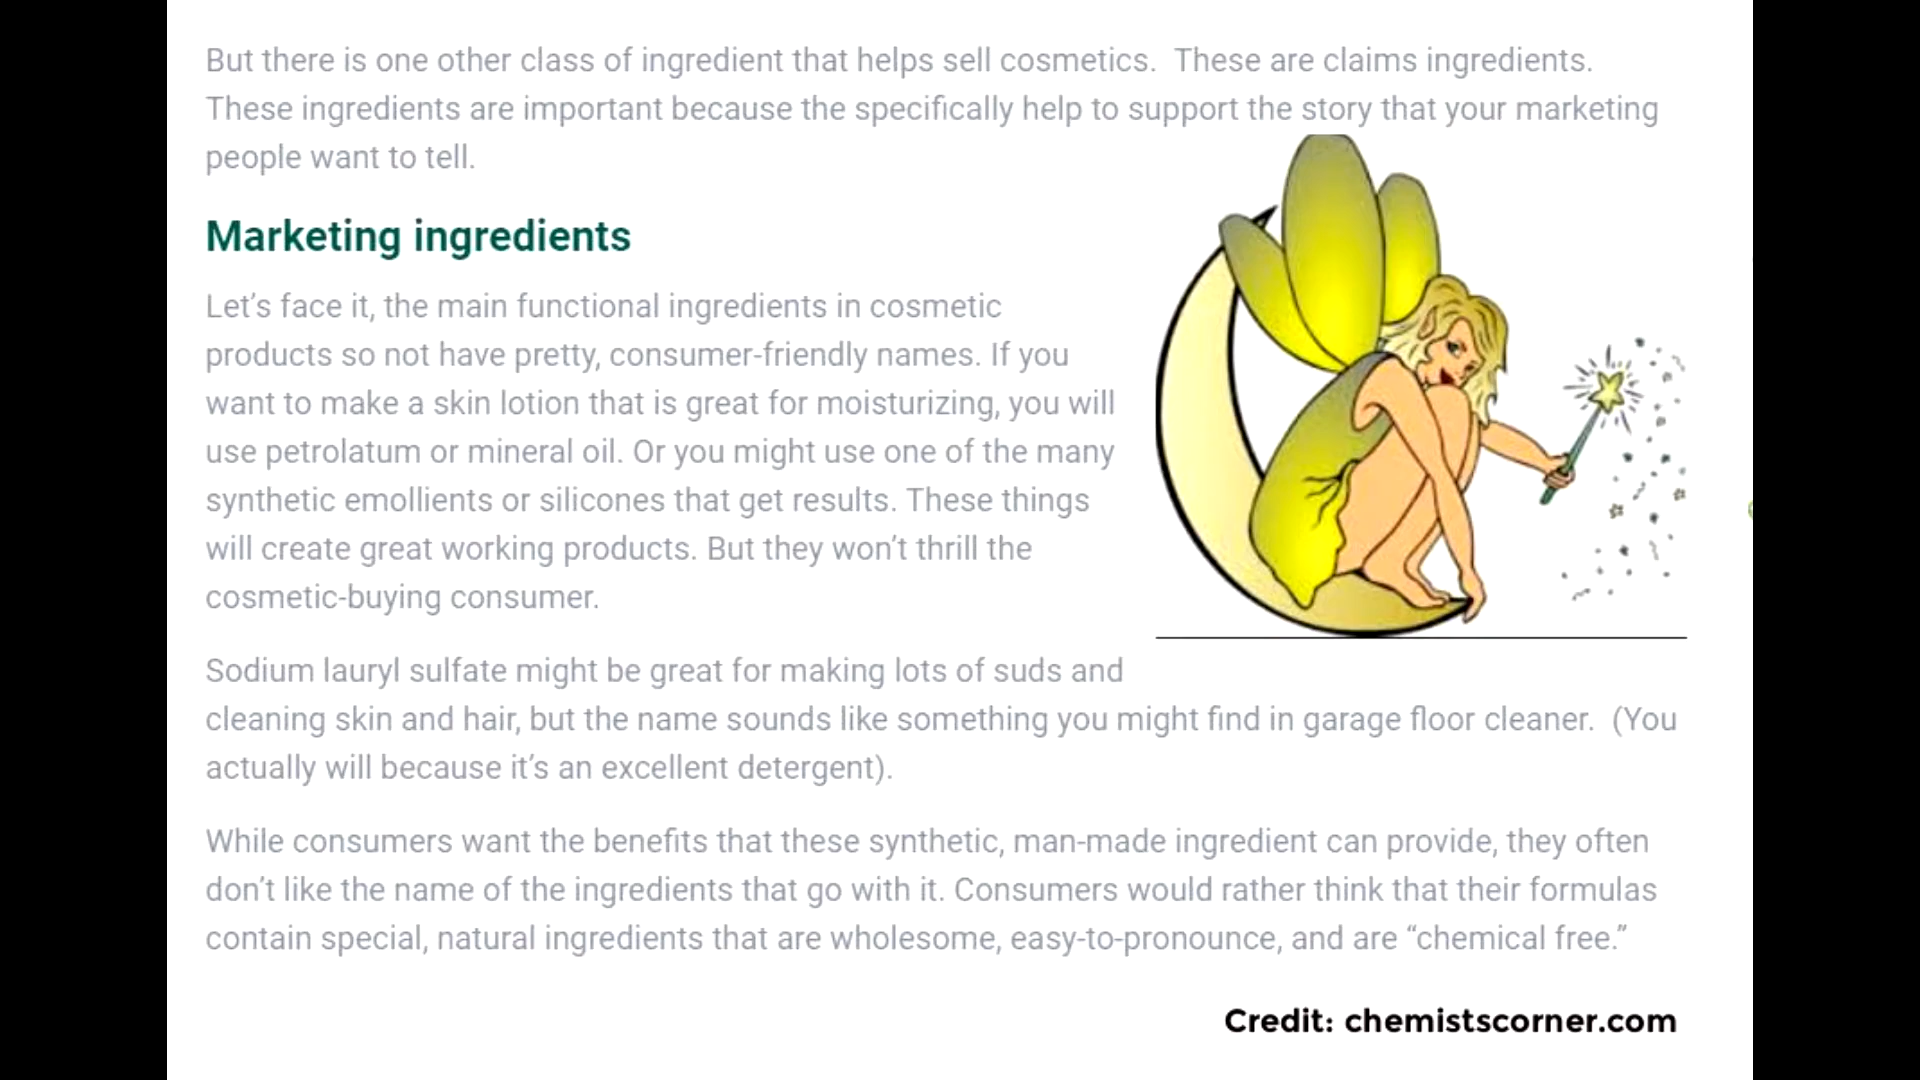 But there is one other class of ingredient that helps sell cosmetics.  These are claims ingredients.
These ingredients are important because the specifically help to support the story that your marketing
people want to tell.
Marketing ingredients
Let’s face it, the main functional ingredients in cosmetic
products so not have pretty, consumer-friendly names. If you
want to make a skin lotion that is great for moisturizing, you will
use petrolatum or mineral oil. Or you might use one of the many
synthetic emollients or silicones that get results. These things
will create great working products. But they won’t thrill the
cosmetic-buying consumer.
Sodium lauryl sulfate might be great for making lots of suds and
cleaning skin and hair, but the name sounds like something you might find in garage floor cleaner.  (You
actually will because it’s an excellent detergent).
While consumers want the benefits that these synthetic, man-made ingredient can provide, they often
don’t like the name of the ingredients that go with it. Consumers would rather think that their formulas
contain special, natural ingredients that are wholesome, easy-to-pronounce, and are “chemical free.”
Credit: chemistscorner.com